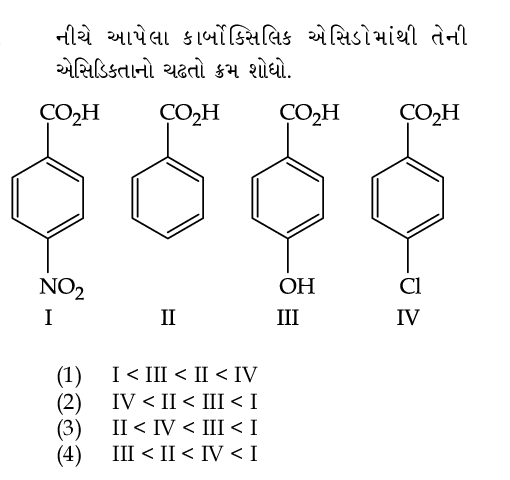 નીચે આપેલા કાર્બોક્સિલિક એસિડોમાંથી તેની
એસિડિકતાનો ચઢતો ક્રમ શોધો.
CO₂H CO₂H CO₂H CO₂H
NO₂ OH Cl
I II III IV
(1) I < III < II < IV
(2) IV < II < III < I
(3) II < IV < III < I
(4) III < II < IV < I